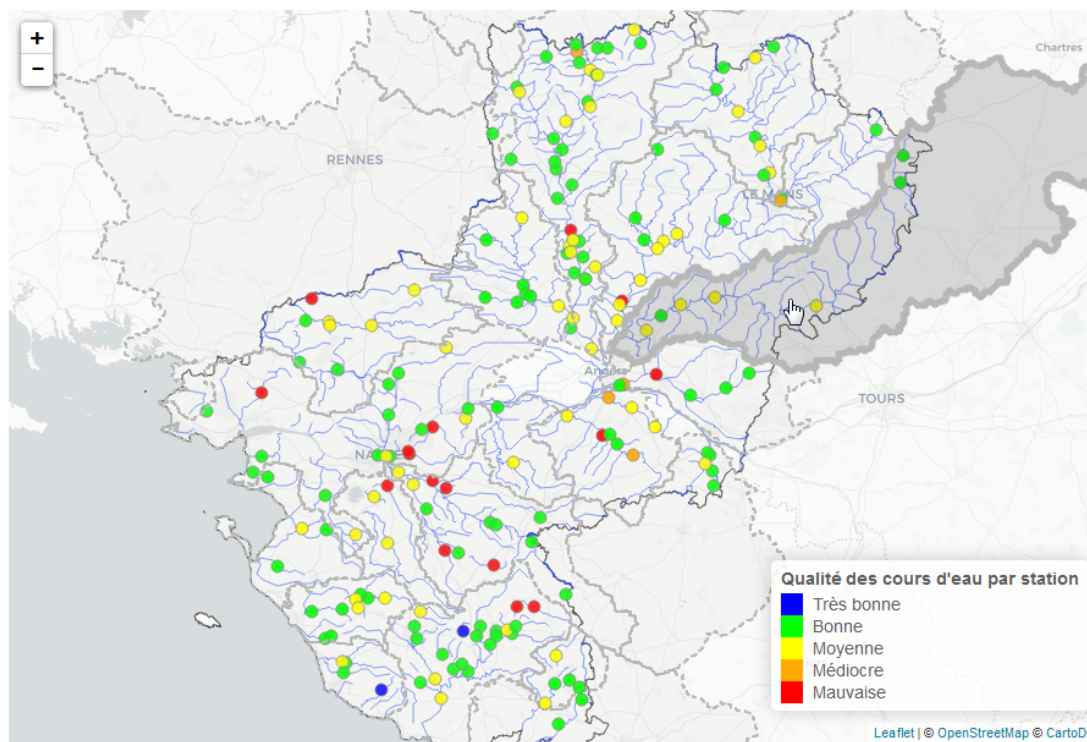 +
Chartres
−
RENNES
LE MANS
Angers
TOURS
Qualité des cours d'eau par station
Très bonne
Bonne
Moyenne
Médiocre
Mauvaise
Leaflet | © OpenStreetMap © CartoD